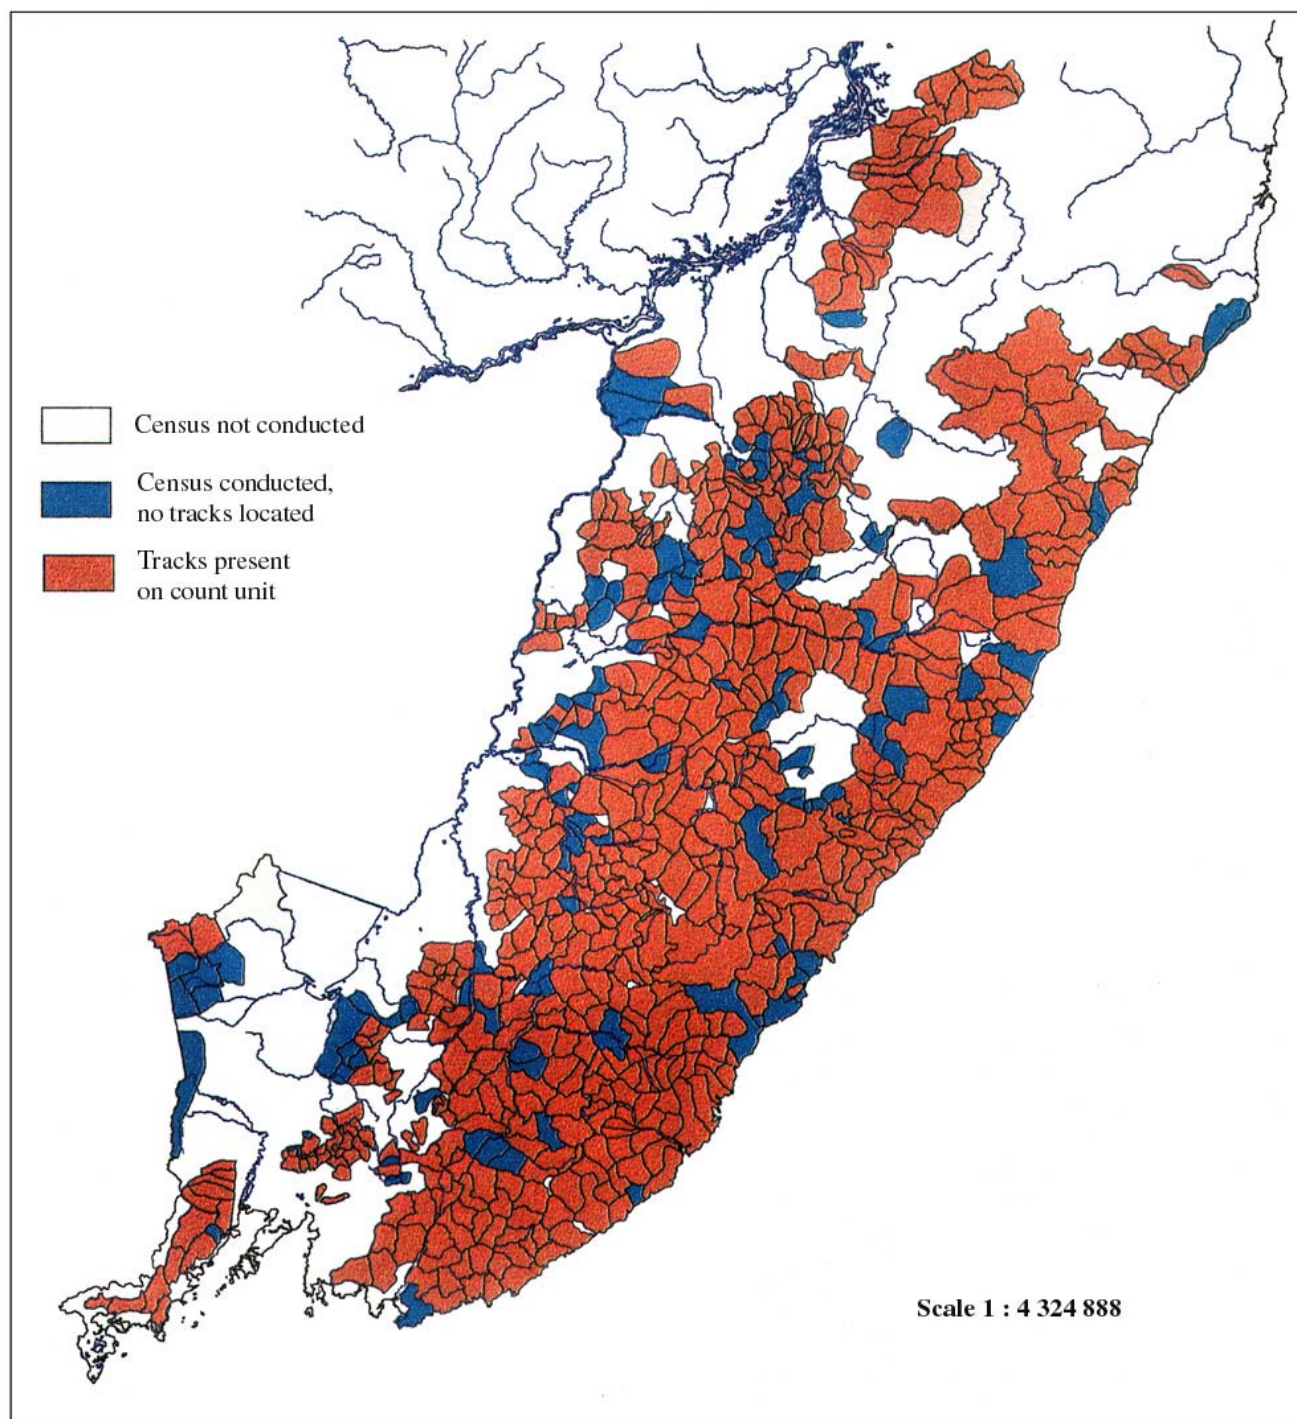 Census not conducted
Census conducted,
no tracks located
Tracks present
on count unit
Scale 1 : 4 324 888